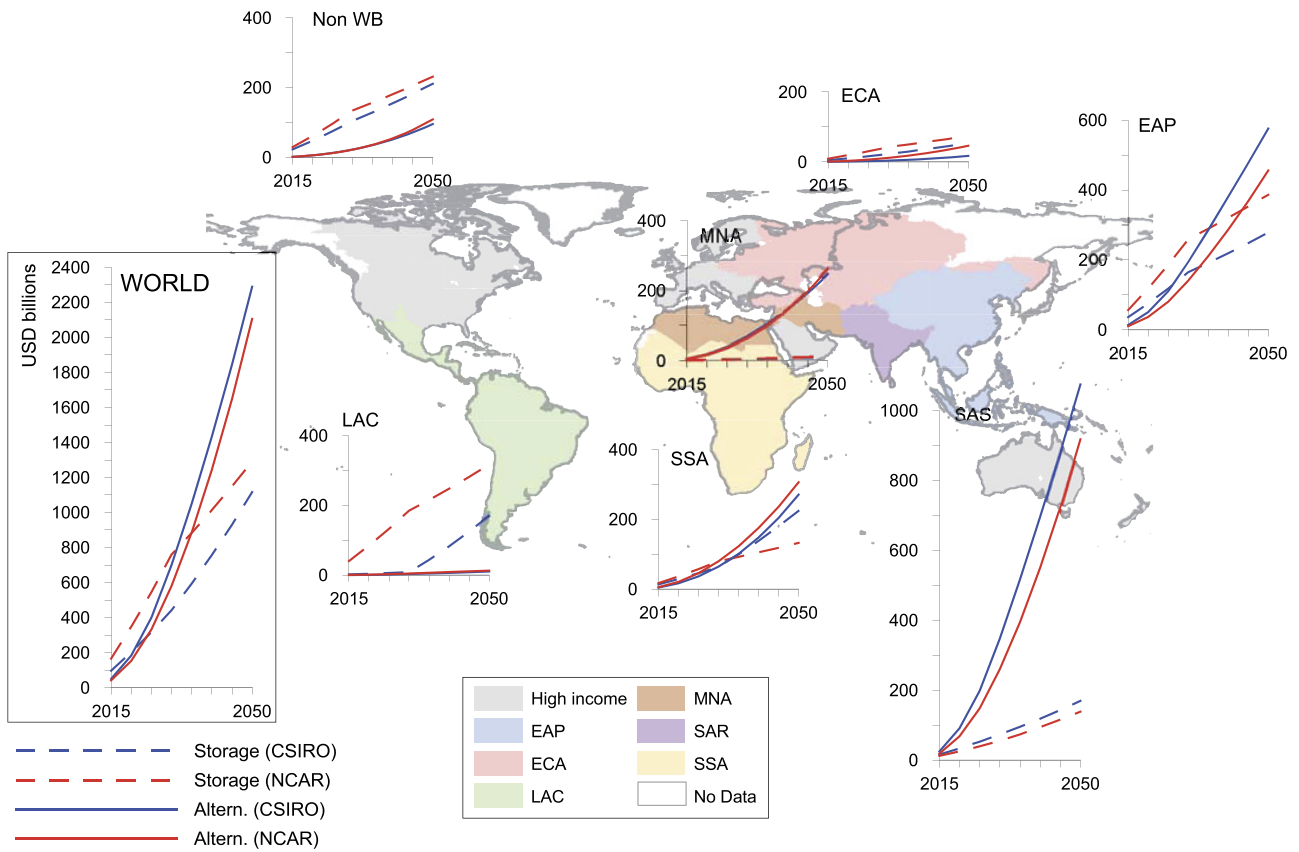 Non WB
400
200
0
2015
2050
ECA
200
0
2015
2050
EAP
600
400
200
0
2015
2050
MNA
400
200
0
2015
2050
WORLD
USD billions
2400
2200
2000
1800
1600
1400
1200
1000
800
600
400
200
0
2015
2050
LAC
400
200
0
2015
2050
SSA
400
200
0
2015
2050
SAS
1000
800
600
400
200
0
2015
2050
High income
MNA
EAP
SAR
ECA
SSA
LAC
No Data
Storage (CSIRO)
Storage (NCAR)
Altern. (CSIRO)
Altern. (NCAR)